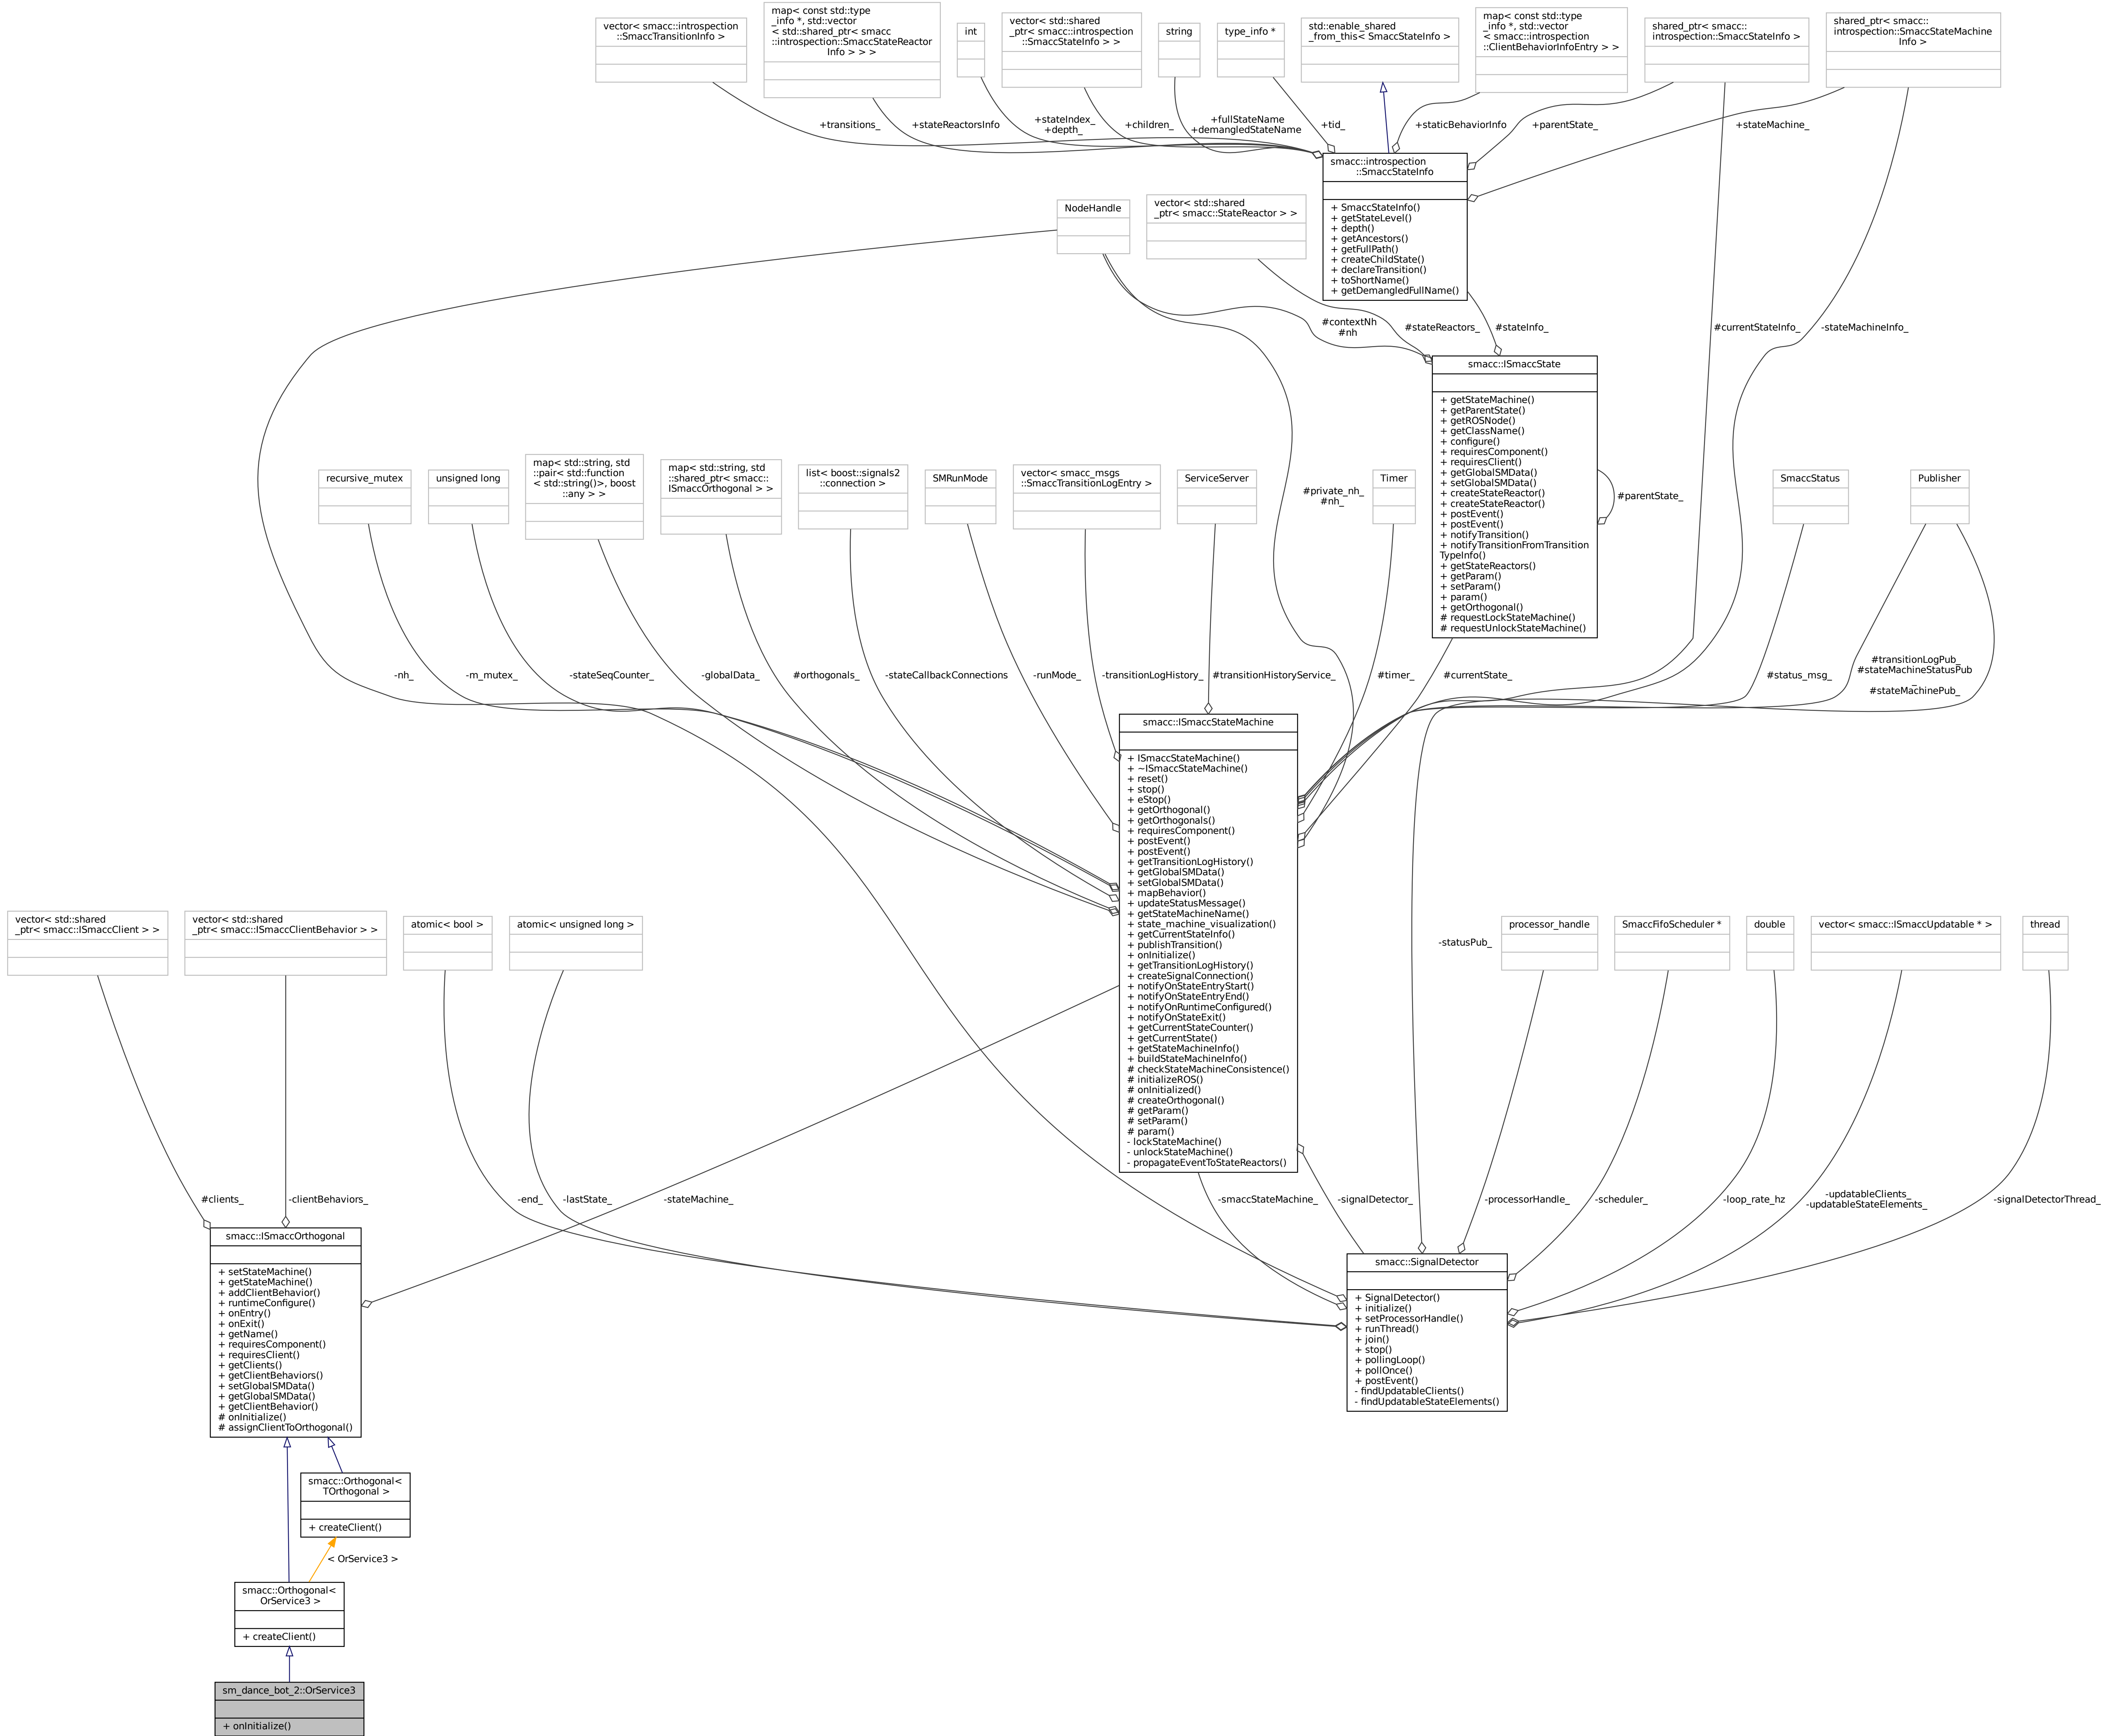 vector< smacc::introspection
::SmaccTransitionInfo >
map< const std::type
_info *, std::vector
< std::shared_ptr< smacc
::introspection::SmaccStateReactor
Info > > >
int
vector< std::shared
_ptr< smacc::introspection
::SmaccStateInfo > >
string
type_info *
std::enable_shared
_from_this< SmaccStateInfo >
map< const std::type
_info *, std::vector
< smacc::introspection
::ClientBehaviorInfoEntry > >
shared_ptr< smacc::
introspection::SmaccStateInfo >
shared_ptr< smacc::
introspection::SmaccStateMachine
Info >
+transitions_
+stateReactorsInfo
+stateIndex_
+depth_
+children_
+fullStateName
+demangledStateName
+tid_
+staticBehaviorInfo
+parentState_
+stateMachine_
smacc::introspection
::SmaccStateInfo
+ SmaccStateInfo()
+ getStateLevel()
+ depth()
+ getAncestors()
+ getFullPath()
+ createChildState()
+ declareTransition()
+ toShortName()
+ getDemangledFullName()
NodeHandle
vector< std::shared
_ptr< smacc::StateReactor > >
#contextNh
#nh
#stateReactors_
#stateInfo_
#currentStateInfo_
-stateMachineInfo_
smacc::ISmaccState
+ getStateMachine()
+ getParentState()
+ getROSNode()
+ getClassName()
+ configure()
+ requiresComponent()
+ requiresClient()
+ getGlobalSMData()
+ setGlobalSMData()
+ createStateReactor()
+ createStateReactor()
+ postEvent()
+ postEvent()
+ notifyTransition()
+ notifyTransitionFromTransition
TypeInfo()
+ getStateReactors()
+ getParam()
+ setParam()
+ param()
+ getOrthogonal()
# requestLockStateMachine()
# requestUnlockStateMachine()
#parentState_
recursive_mutex
unsigned long
map< std::string, std
::pair< std::function
< std::string()>, boost
::any > >
map< std::string, std
::shared_ptr< smacc::
ISmaccOrthogonal > >
list< boost::signals2
::connection >
SMRunMode
vector< smacc_msgs
::SmaccTransitionLogEntry >
ServiceServer
#private_nh_
#nh_
Timer
SmaccStatus
Publisher
-nh_
-m_mutex_
-stateSeqCounter_
-globalData_
#orthogonals_
-stateCallbackConnections
-runMode_
-transitionLogHistory_
#transitionHistoryService_
#timer_
#currentState_
#status_msg_
#transitionLogPub_
#stateMachineStatusPub
_
#stateMachinePub_
smacc::ISmaccStateMachine
+ ISmaccStateMachine()
+ ~ISmaccStateMachine()
+ reset()
+ stop()
+ eStop()
+ getOrthogonal()
+ getOrthogonals()
+ requiresComponent()
+ postEvent()
+ postEvent()
+ getTransitionLogHistory()
+ getGlobalSMData()
+ setGlobalSMData()
+ mapBehavior()
+ updateStatusMessage()
+ getStateMachineName()
+ state_machine_visualization()
+ getCurrentStateInfo()
+ publishTransition()
+ onInitialize()
+ getTransitionLogHistory()
+ createSignalConnection()
+ notifyOnStateEntryStart()
+ notifyOnStateEntryEnd()
+ notifyOnRuntimeConfigured()
+ notifyOnStateExit()
+ getCurrentStateCounter()
+ getCurrentState()
+ getStateMachineInfo()
+ buildStateMachineInfo()
# checkStateMachineConsistence()
# initializeROS()
# onInitialized()
# createOrthogonal()
# getParam()
# setParam()
# param()
- lockStateMachine()
- unlockStateMachine()
- propagateEventToStateReactors()
vector< std::shared
_ptr< smacc::ISmaccClient > >
vector< std::shared
_ptr< smacc::ISmaccClientBehavior > >
atomic< bool >
atomic< unsigned long >
-statusPub_
processor_handle
SmaccFifoScheduler *
double
vector< smacc::ISmaccUpdatable * >
thread
#clients_
-clientBehaviors_
-end_
-lastState_
-stateMachine_
-smaccStateMachine_
-signalDetector_
-processorHandle_
-scheduler_
-loop_rate_hz
-updatableClients_
-updatableStateElements_
-signalDetectorThread_
smacc::ISmaccOrthogonal
+ setStateMachine()
+ getStateMachine()
+ addClientBehavior()
+ runtimeConfigure()
+ onEntry()
+ onExit()
+ getName()
+ requiresComponent()
+ requiresClient()
+ getClients()
+ getClientBehaviors()
+ setGlobalSMData()
+ getGlobalSMData()
+ getClientBehavior()
# onInitialize()
# assignClientToOrthogonal()
smacc::SignalDetector
+ SignalDetector()
+ initialize()
+ setProcessorHandle()
+ runThread()
+ join()
+ stop()
+ pollingLoop()
+ pollOnce()
+ postEvent()
- findUpdatableClients()
- findUpdatableStateElements()
smacc::Orthogonal<
TOrthogonal >
+ createClient()
< OrService3 >
smacc::Orthogonal<
OrService3 >
+ createClient()
sm_dance_bot_2::OrService3
+ onInitialize()